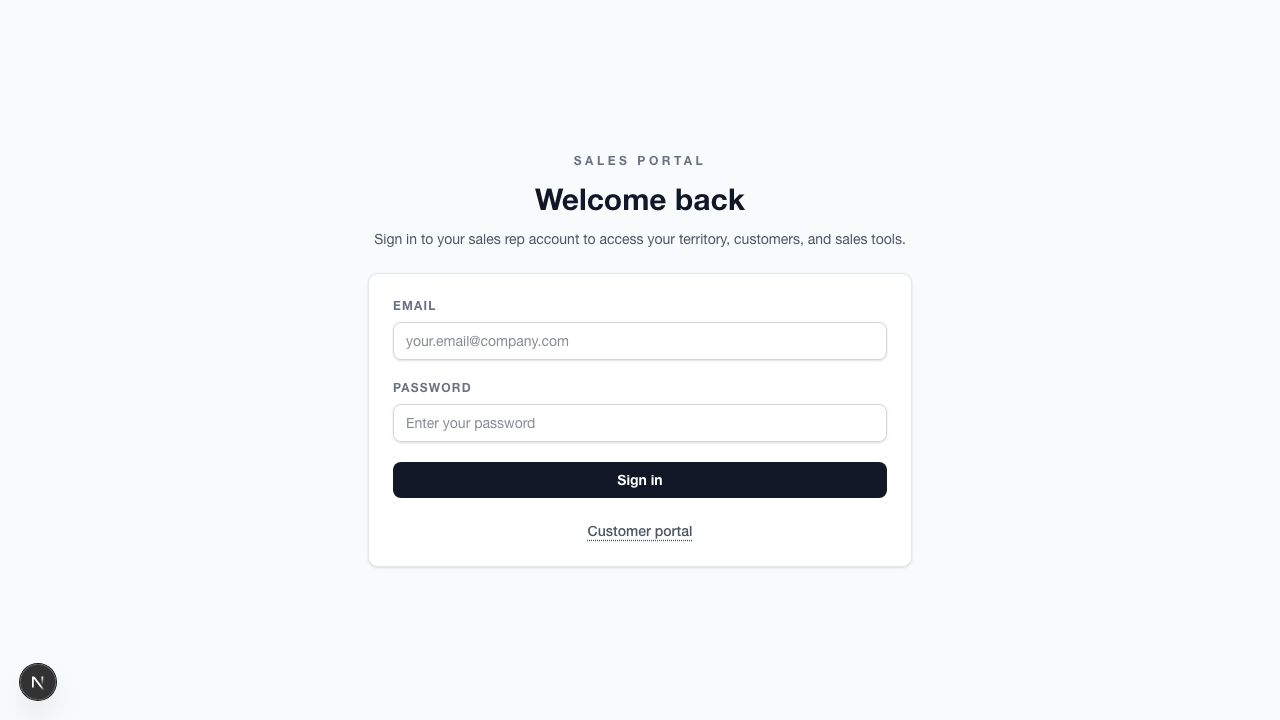 SALES PORTAL
Welcome back
Sign in to your sales rep account to access your territory, customers, and sales tools.
EMAIL
your.email@company.com
PASSWORD
Enter your password
Sign in
Customer portal
N